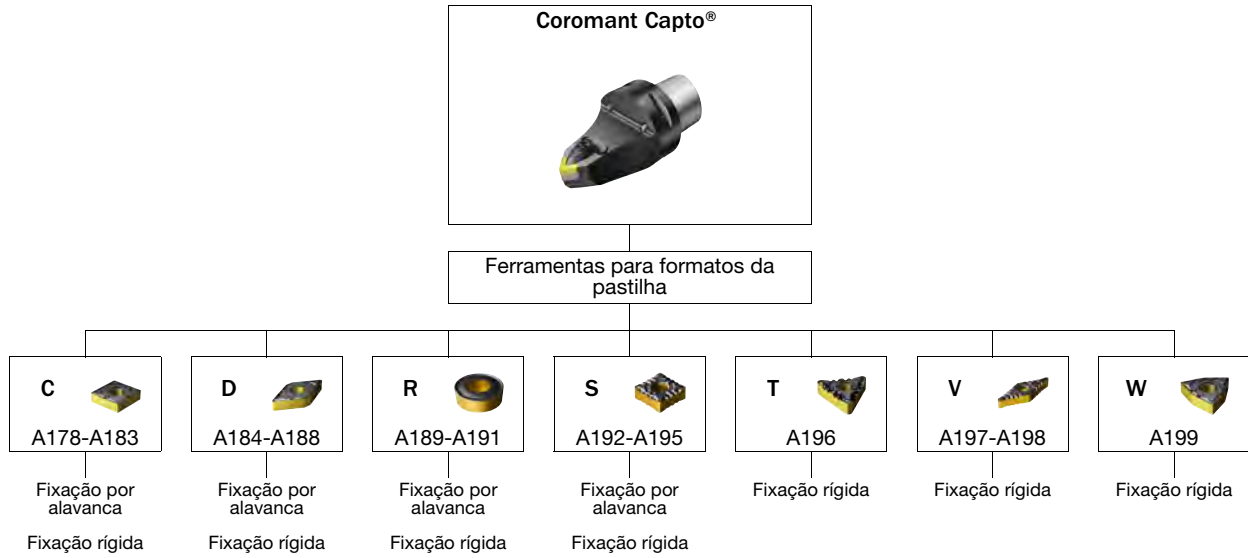 Coromant Capto®
Ferramentas para formatos da
pastilha
C
A178-A183
D
A184-A188
R
A189-A191
S
A192-A195
T
A196
V
A197-A198
W
A199
Fixação por
alavanca
Fixação rígida
Fixação por
alavanca
Fixação rígida
Fixação por
alavanca
Fixação rígida
Fixação por
alavanca
Fixação rígida
Fixação rígida
Fixação rígida
Fixação rígida